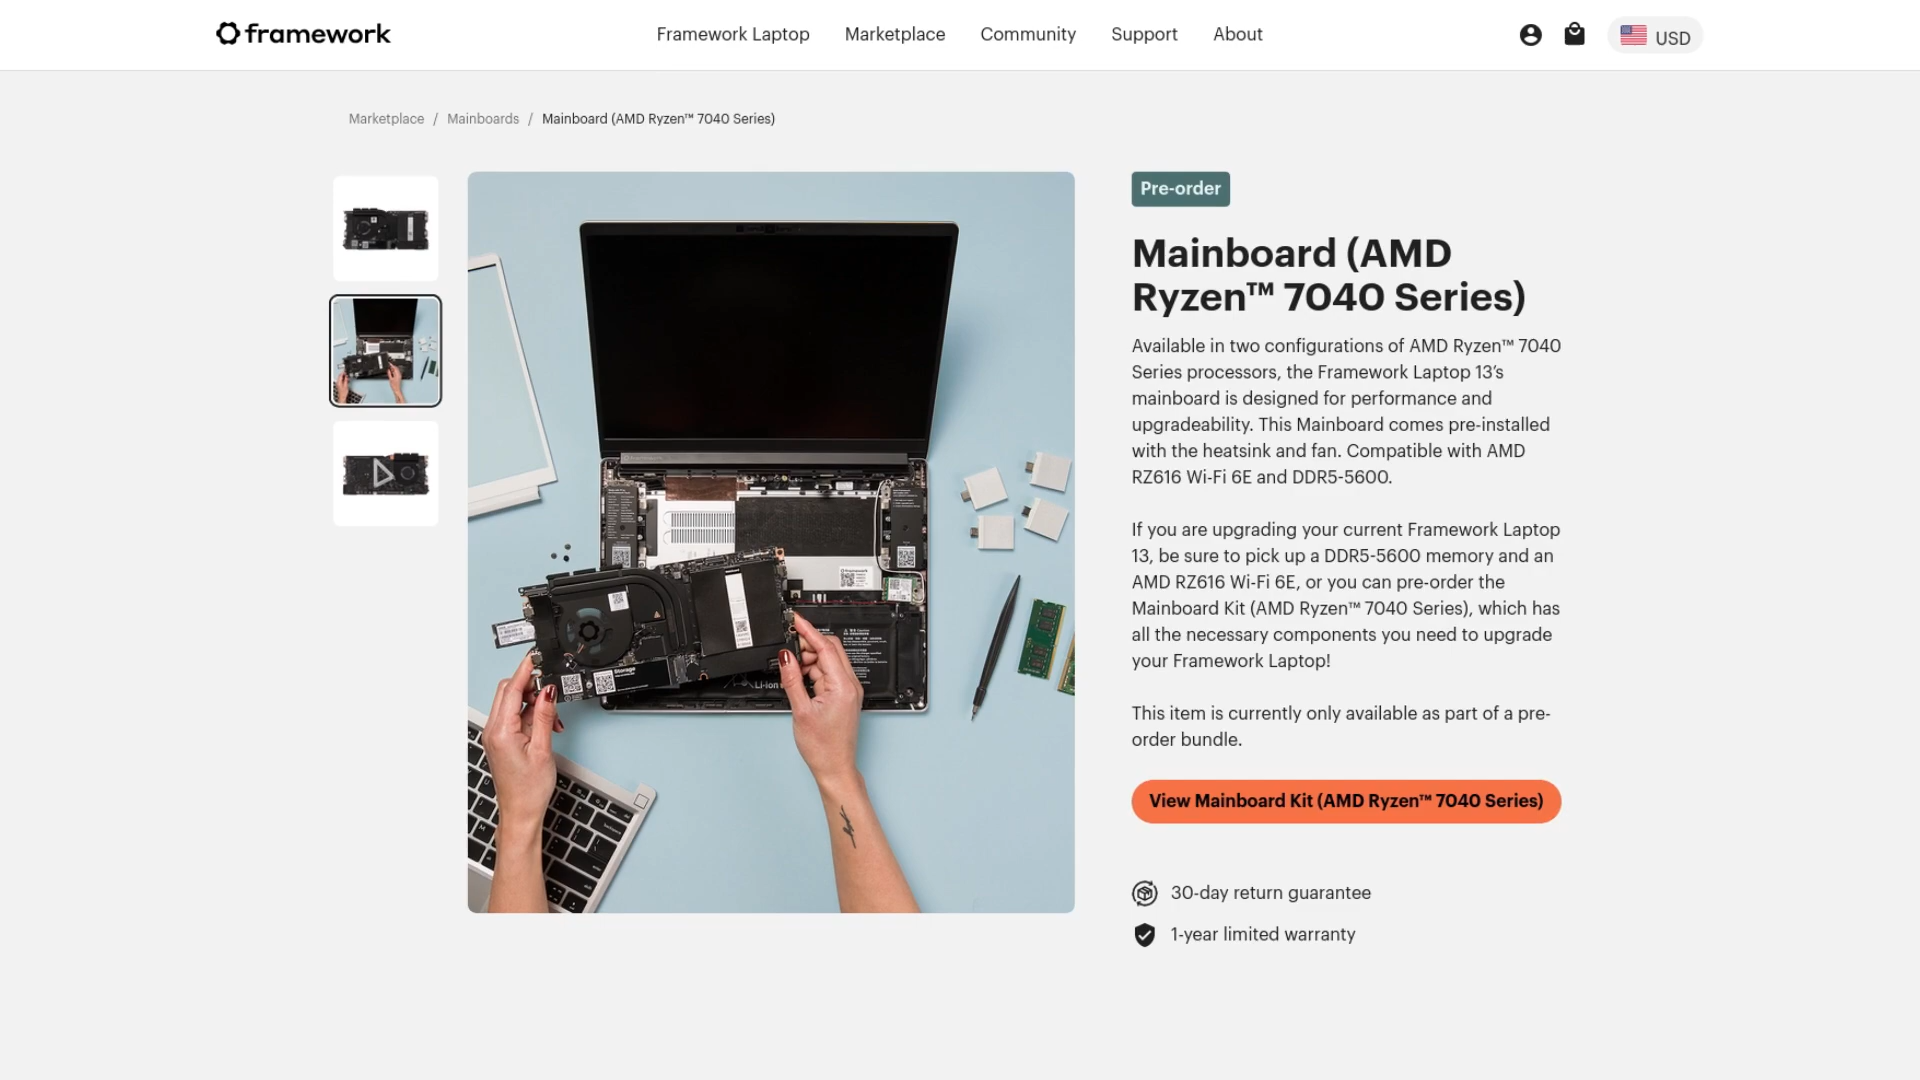 framework
Framework Laptop
Marketplace
Community
Support
About
USD
Marketplace / Mainboards / Mainboard (AMD Ryzen™ 7040 Series)
Pre-order
Mainboard (AMD
Ryzen™ 7040 Series)
Available in two configurations of AMD Ryzen™ 7040
Series processors, the Framework Laptop 13’s
mainboard is designed for performance and
upgradeability. This Mainboard comes pre-installed
with the heatsink and fan. Compatible with AMD
RZ616 Wi-Fi 6E and DDR5-5600.
If you are upgrading your current Framework Laptop
13, be sure to pick up a DDR5-5600 memory and an
AMD RZ616 Wi-Fi 6E, or you can pre-order the
Mainboard Kit (AMD Ryzen™ 7040 Series), which has
all the necessary components you need to upgrade
your Framework Laptop!
This item is currently only available as part of a pre-
order bundle.
View Mainboard Kit (AMD Ryzen™ 7040 Series)
30-day return guarantee
1-year limited warranty
framework
Storage
Li-ion